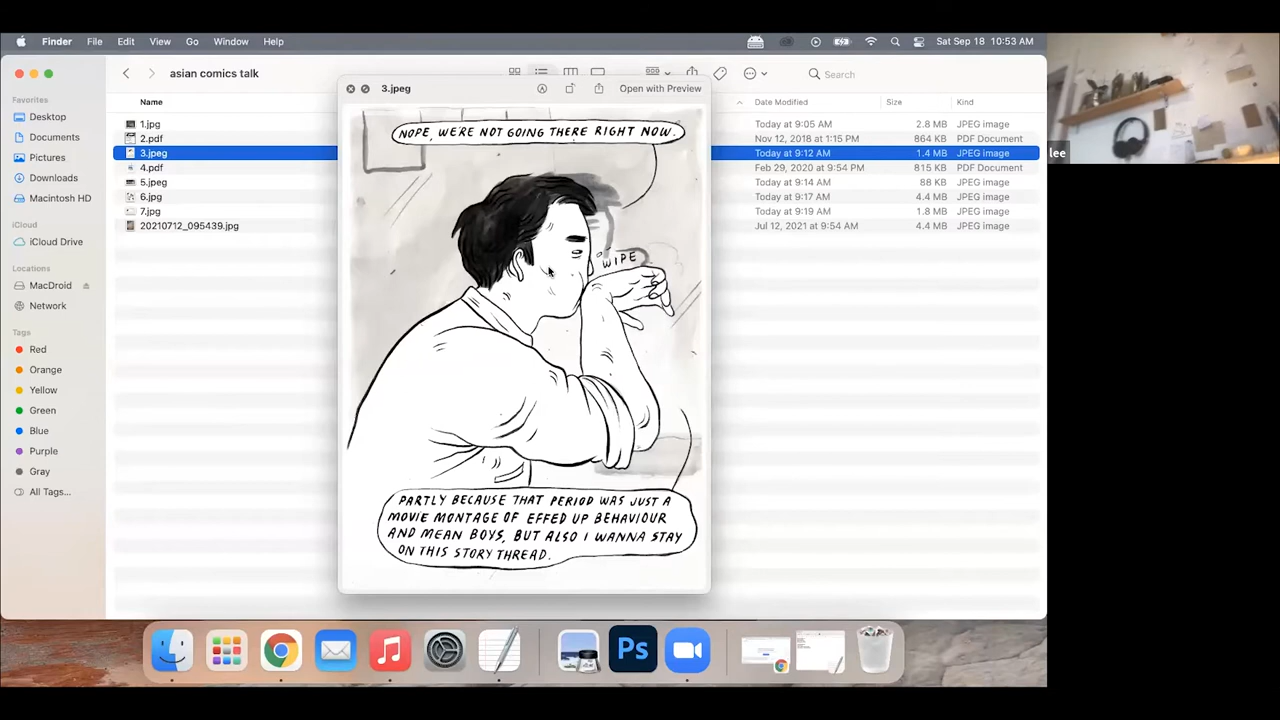 Finder File Edit View Go Window Help
Sat Sep 18 10:53 AM
asian comics talk
Search
Favorites
Desktop
Documents
Pictures
Downloads
Macintosh HD
iCloud
iCloud Drive
Locations
MacDroid
Network
Tags
Red
Orange
Yellow
Green
Blue
Purple
Gray
All Tags...
Name Date Modified Size Kind
1.jpg Today at 9:05 AM 2.8 MB JPEG image
2.pdf Nov 12, 2018 at 1:15 PM 864 KB PDF Document
3.jpeg Today at 9:12 AM 1.4 MB JPEG image
4.pdf Feb 29, 2020 at 9:54 PM 815 KB PDF Document
5.jpeg Today at 9:14 AM 88 KB JPEG image
6.jpg Today at 9:17 AM 4.4 MB JPEG image
7.jpg Today at 9:19 AM 1.8 MB JPEG image
20210712_095439.jpg Jul 12, 2021 at 9:54 AM 4.4 MB JPEG image
3.jpeg Open with Preview
NOPE, WE'RE NOT GOING THERE RIGHT NOW.
WIPE
PARTLY BECAUSE THAT PERIOD WAS JUST A
MOVIE MONTAGE OF EFFED UP BEHAVIOUR
AND MEAN BOYS, BUT ALSO I WANNA STAY
ON THIS STORY THREAD.
lee
Ps